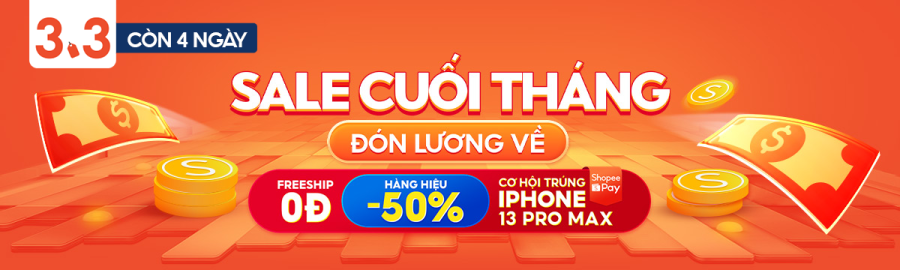 3.3
CÒN 4 NGÀY
SALE CUỐI THÁNG
ĐÓN LƯƠNG VỀ
FREESHIP
0Đ
HÀNG HIỆU
-50%
CƠ HỘI TRÚNG
IPHONE
13 PRO MAX
Shopee
Pay
$
$
S
S
S